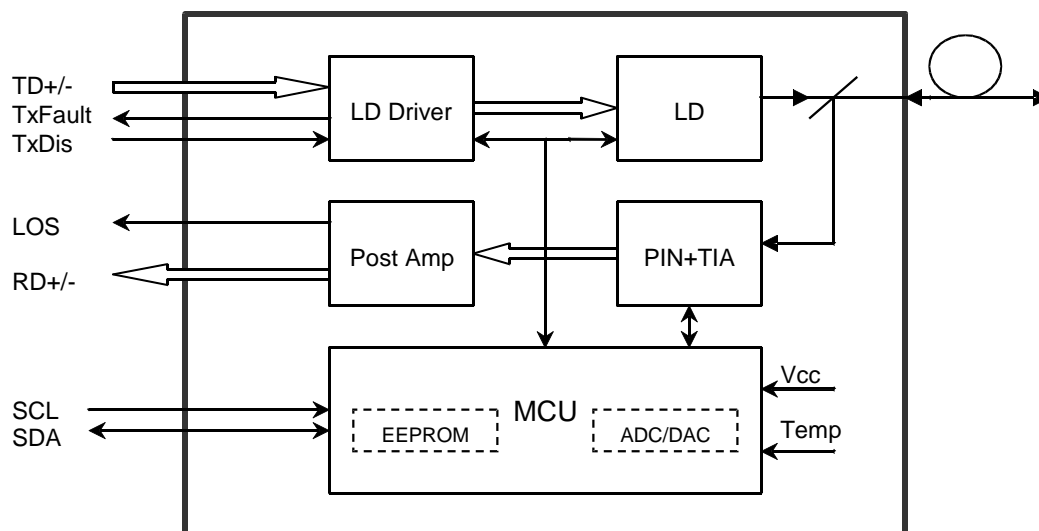 TD+/-
TxFault
TxDis
LD Driver
LD
LOS
RD+/-
Post Amp
PIN+TIA
SCL
SDA
MCU
EEPROM
ADC/DAC
Vcc
Temp